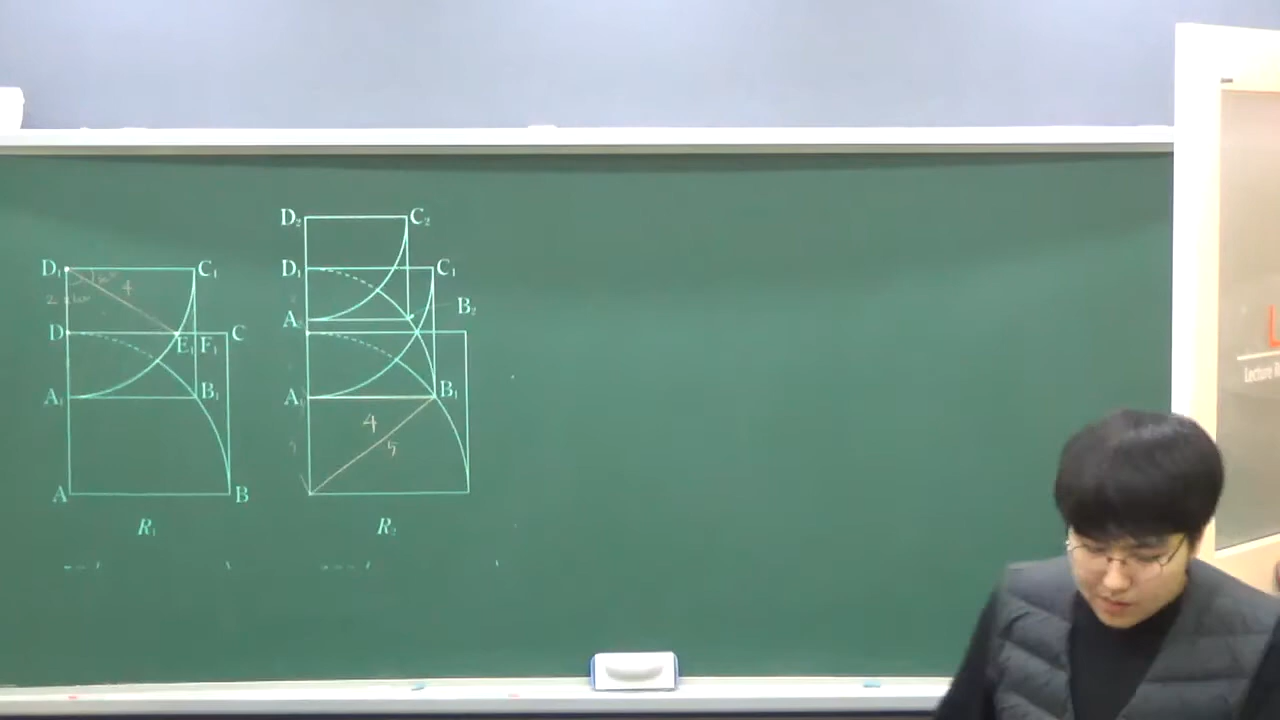 D₂ C₂
D₁ C₁ D₁ C₁
4
B₂
A₂
D C
E₁ F₁
A₁ B₁ A₁ B₁
4
5
A B
R₁ R₂
L
Lecture R